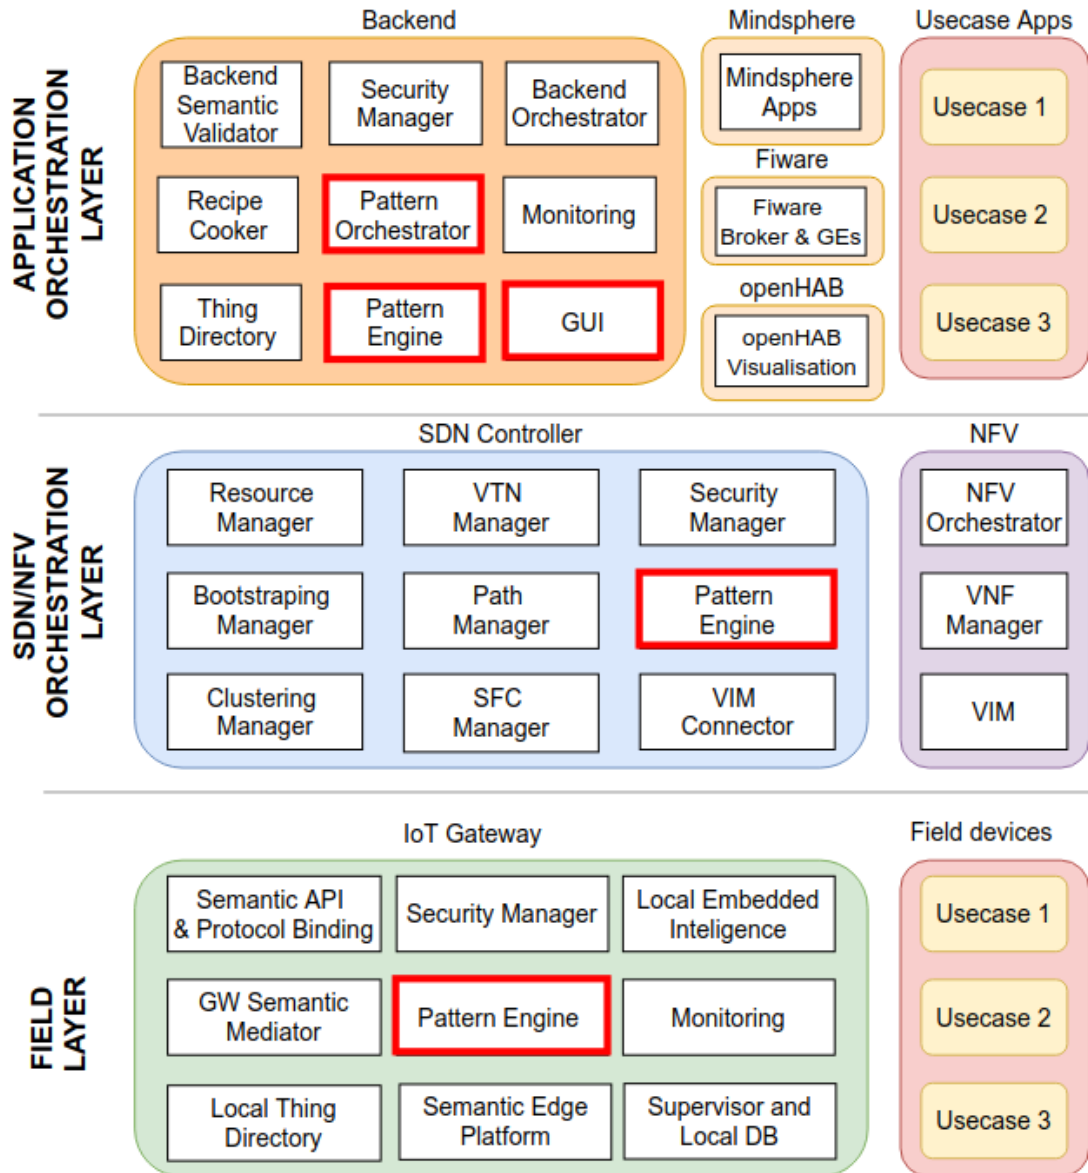 Backend
Mindsphere
Usecase Apps
APPLICATION
ORCHESTRATION
LAYER
Backend
Semantic
Validator
Security
Manager
Backend
Orchestrator
Recipe
Cooker
Pattern
Orchestrator
Monitoring
Thing
Directory
Pattern
Engine
GUI
Mindsphere
Apps
Fiware
Fiware
Broker & GEs
openHAB
openHAB
Visualisation
Usecase 1
Usecase 2
Usecase 3
SDN Controller
NFV
SDN/NFV
ORCHESTRATION
LAYER
Resource
Manager
VTN
Manager
Security
Manager
Bootstraping
Manager
Path
Manager
Pattern
Engine
Clustering
Manager
SFC
Manager
VIM
Connector
NFV
Orchestrator
VNF
Manager
VIM
IoT Gateway
Field devices
FIELD
LAYER
Semantic API
& Protocol Binding
Security Manager
Local Embedded
Inteligence
GW Semantic
Mediator
Pattern Engine
Monitoring
Local Thing
Directory
Semantic Edge
Platform
Supervisor and
Local DB
Usecase 1
Usecase 2
Usecase 3